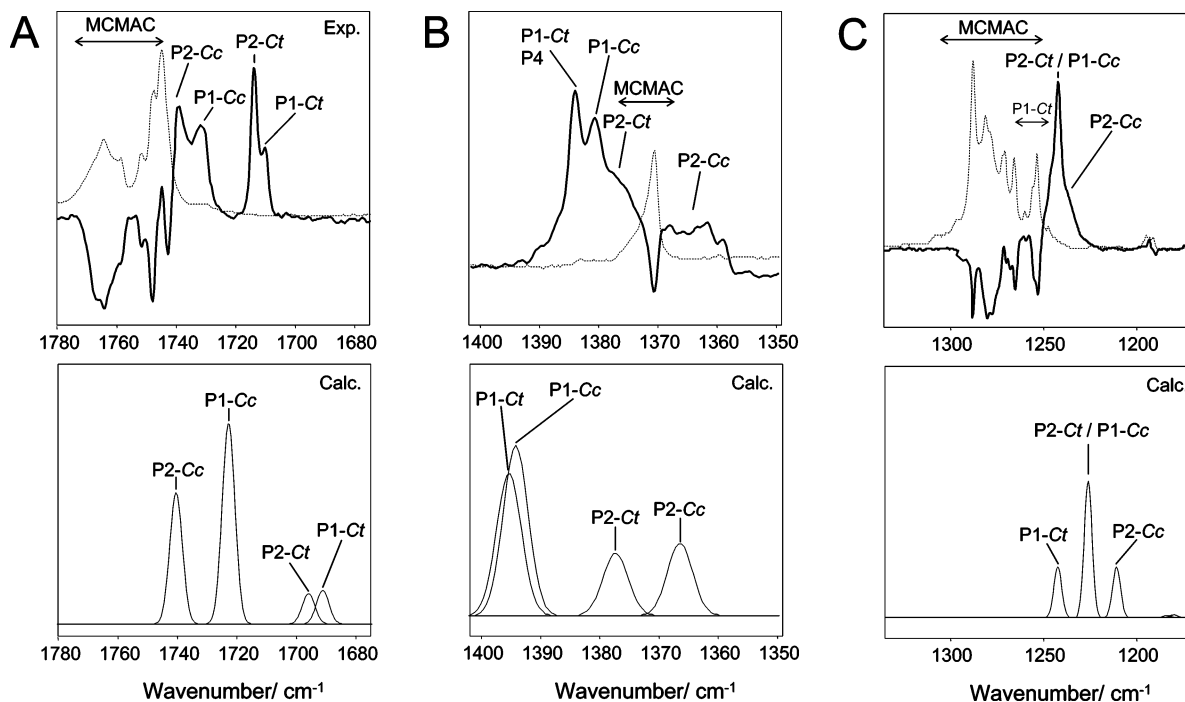 A
MCMAC
Exp.
P2-Cc
P2-Ct
P1-Cc
P1-Ct
1780 1760 1740 1720 1700 1680
Calc.
P1-Cc
P2-Cc
P1-Ct
P2-Ct
1780 1760 1740 1720 1700 1680
Wavenumber/ cm-1
B
P1-Ct
P4
P1-Cc
MCMAC
P2-Ct
P2-Cc
1400 1390 1380 1370 1360 1350
Calc.
P1-Ct
P1-Cc
P2-Ct
P2-Cc
1400 1390 1380 1370 1360 1350
Wavenumber/ cm-1
C
MCMAC
P2-Ct / P1-Cc
P1-Ct
P2-Cc
1300 1250 1200
Calc
P2-Ct / P1-Cc
P1-Ct
P2-Cc
1300 1250 1200
Wavenumber/ cm-1